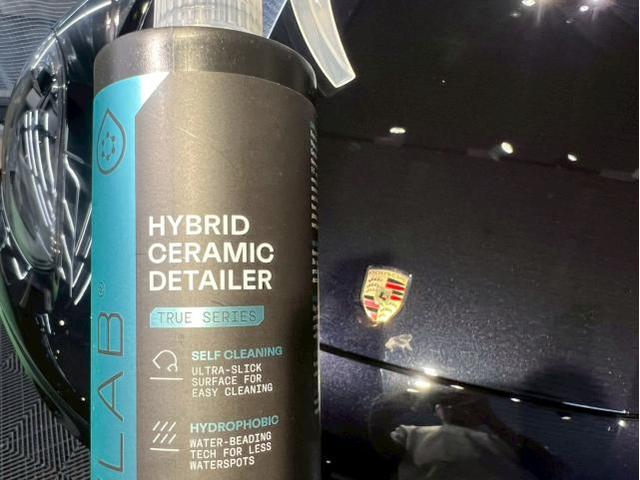 HYBRID
CERAMIC
DETAILER
TRUE SERIES
SELF CLEANING
ULTRA-SLICK
SURFACE FOR
EASY CLEANING
HYDROPHOBIC
WATER-BEADING
TECH FOR LESS
WATERSPOTS
LAB®
PORSCHE